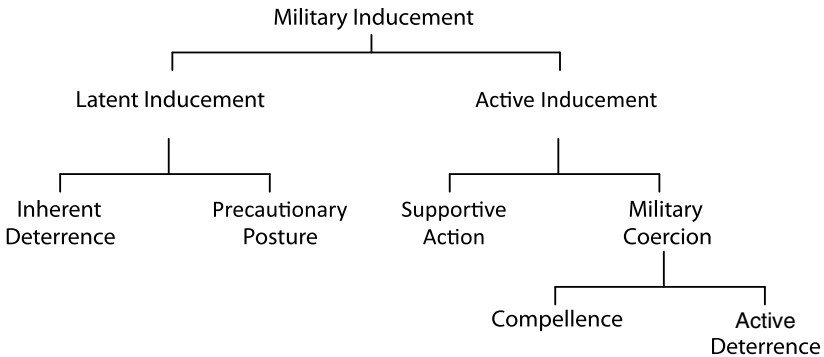 Military Inducement
Latent Inducement
Active Inducement
Inherent
Deterrence
Precautionary
Posture
Supportive
Action
Military
Coercion
Compellence
Active
Deterrence